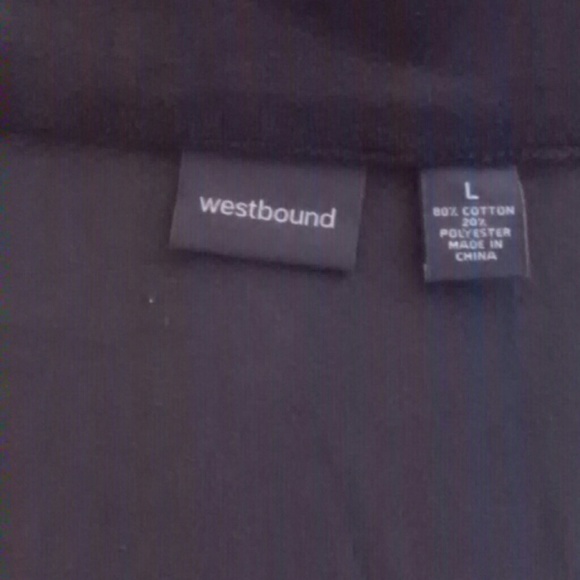 westbound
L
80% COTTON
20%
POLYESTER
MADE IN
CHINA